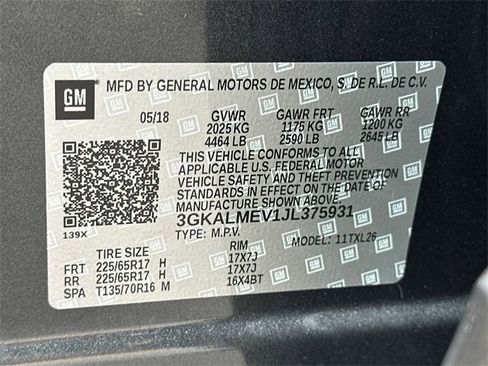 GM MFD BY GENERAL MOTORS DE MEXICO, S. DE R.L. DE C.V.
05/18 GVWR GAWR FRT GAWR RR
2025 KG 1175 KG 1200 KG
4464 LB 2590 LB 2645 LB
THIS VEHICLE CONFORMS TO ALL
APPLICABLE U.S. FEDERAL MOTOR
VEHICLE SAFETY AND THEFT PREVENTION
STANDARDS IN EFFECT ON THE DATE OF
MANUFACTURE SHOWN ABOVE.
3GKALMEV1JL375931
139X TYPE: M.P.V. MODEL: 11TXL26
TIRE SIZE RIM
FRT 225/65R17 H 17X7J
RR 225/65R17 H 17X7J
SPA T135/70R16 M 16X4BT